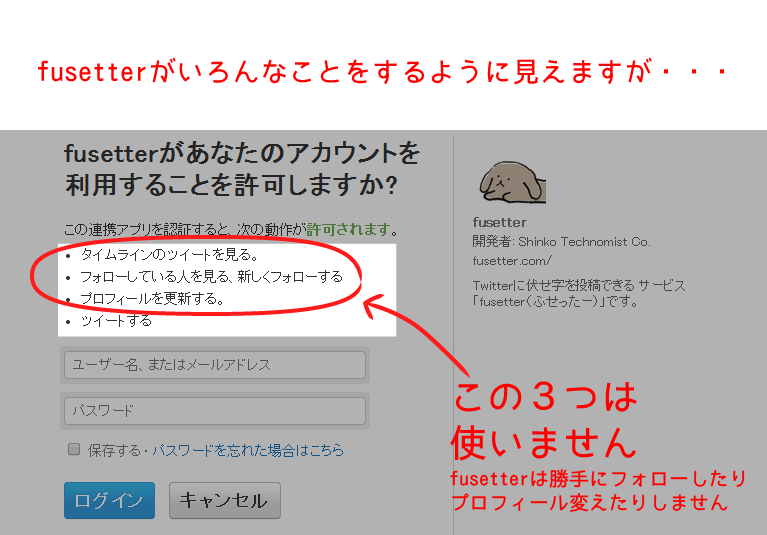 fusetterがいろんなことをするように見えますが・・・
fusetterがあなたのアカウントを
利用することを許可しますか?
この連携アプリを認証すると、次の動作が許可されます。
• タイムラインのツイートを見る。
• フォローしている人を見る、新しくフォローする
• プロフィールを更新する。
• ツイートする
ユーザー名、またはメールアドレス
パスワード
保存する・パスワードを忘れた場合はこちら
ログイン
キャンセル
fusetter
開発者: Shinko Technomist Co.
fusetter.com/
Twitterに伏せ字を投稿できる サービス
「fusetter(ふせったー)」です。
この３つは
使いません
fusetterは勝手にフォローしたり
プロフィール変えたりしません